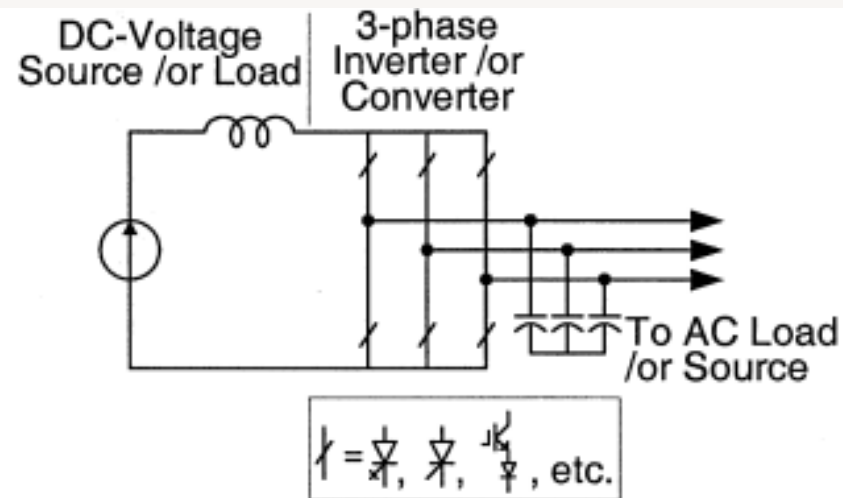 DC-Voltage
Source /or Load
3-phase
Inverter /or
Converter
To AC Load
/or Source
= , , , etc.